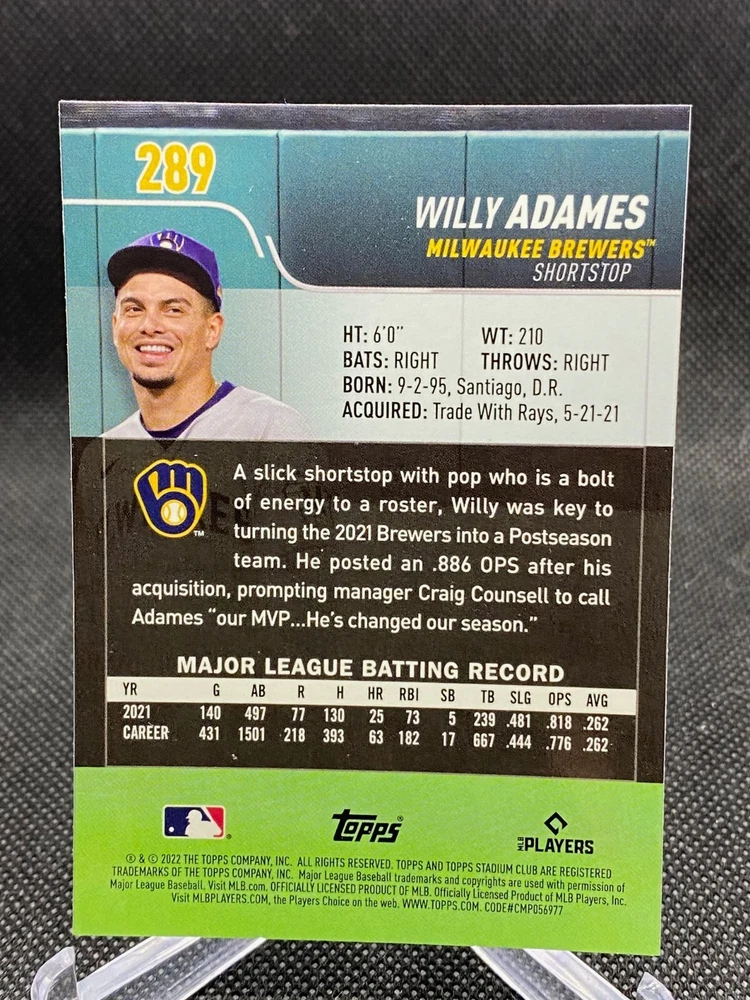 289
WILLY ADAMES
MILWAUKEE BREWERS™
SHORTSTOP
HT: 6'0" WT: 210
BATS: RIGHT THROWS: RIGHT
BORN: 9-2-95, Santiago, D.R.
ACQUIRED: Trade With Rays, 5-21-21
A slick shortstop with pop who is a bolt
of energy to a roster, Willy was key to
turning the 2021 Brewers into a Postseason
team. He posted an .886 OPS after his
acquisition, prompting manager Craig Counsell to call
Adames "our MVP...He's changed our season."
™
MAJOR LEAGUE BATTING RECORD
YR G AB R H HR RBI SB TB SLG OPS AVG
2021 140 497 77 130 25 73 5 239 .481 .818 .262
CAREER 431 1501 218 393 63 182 17 667 .444 .776 .262
Topps®
MLB PLAYERS
® & © 2022 THE TOPPS COMPANY, INC. ALL RIGHTS RESERVED. TOPPS AND TOPPS STADIUM CLUB ARE REGISTERED
TRADEMARKS OF THE TOPPS COMPANY, INC. Major League Baseball trademarks and copyrights are used with permission of
Major League Baseball. Visit MLB.com. OFFICIALLY LICENSED PRODUCT OF MLB. Officially Licensed Product of MLB Players, Inc.
Visit MLBPLAYERS.com, the Players Choice on the web. WWW.TOPPS.COM. CODE#CMP056977